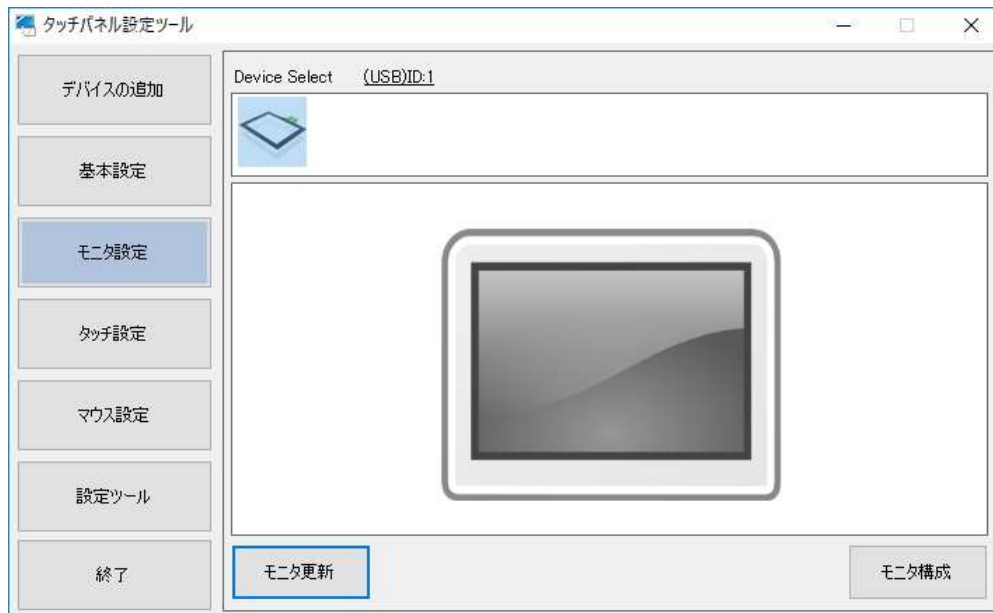 タッチパネル設定ツール
デバイスの追加
基本設定
モニタ設定
タッチ設定
マウス設定
設定ツール
終了
Device Select (USB)ID:1
モニタ更新
モニタ構成